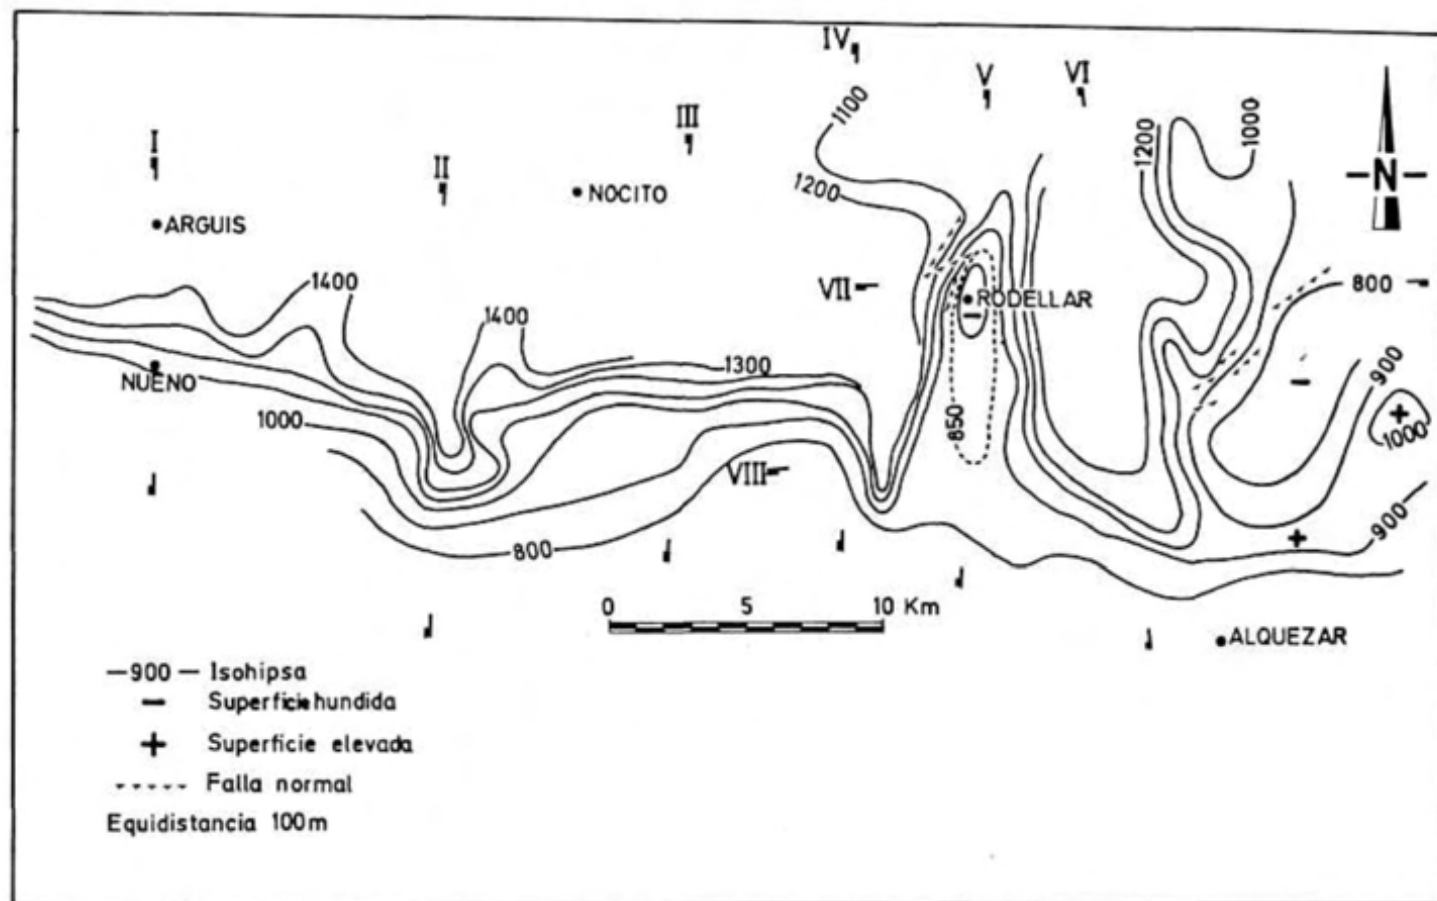 IV
V
VI
1100
1000
III
1200
I
II
N
NOCITO
1200
ARGUIS
1400
VII
RODELLAR
800
1400
1300
NUENO
900
1000
850
1000
VIII
900
800
0 5 10 Km
ALQUEZAR
—900— Isohipsa
- Superficie hundida
+ Superficie elevada
----- Falla normal
Equidistancia 100m